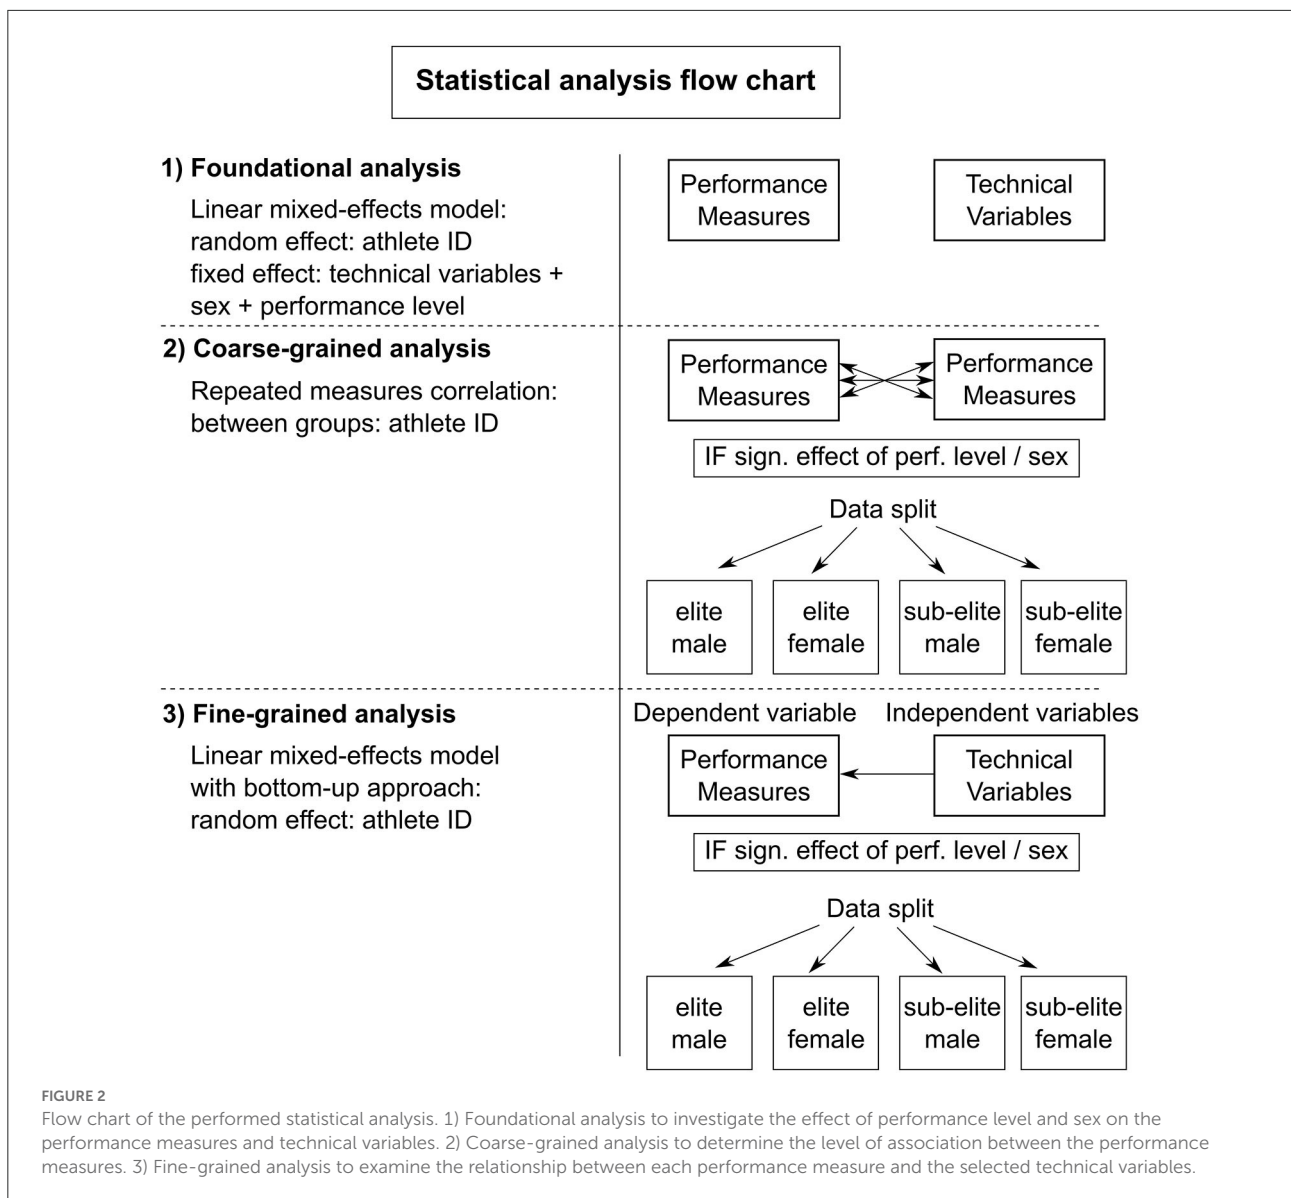 Statistical analysis flow chart
1) Foundational analysis
Linear mixed-effects model:
random effect: athlete ID
fixed effect: technical variables +
sex + performance level
Performance
Measures
Technical
Variables
2) Coarse-grained analysis
Repeated measures correlation:
between groups: athlete ID
Performance
Measures
Performance
Measures
IF sign. effect of perf. level / sex
Data split
elite
male
elite
female
sub-elite
male
sub-elite
female
3) Fine-grained analysis
Linear mixed-effects model
with bottom-up approach:
random effect: athlete ID
Dependent variable
Independent variables
Performance
Measures
Technical
Variables
IF sign. effect of perf. level / sex
Data split
elite
male
elite
female
sub-elite
male
sub-elite
female
FIGURE 2
Flow chart of the performed statistical analysis. 1) Foundational analysis to investigate the effect of performance level and sex on the
performance measures and technical variables. 2) Coarse-grained analysis to determine the level of association between the performance
measures. 3) Fine-grained analysis to examine the relationship between each performance measure and the selected technical variables.